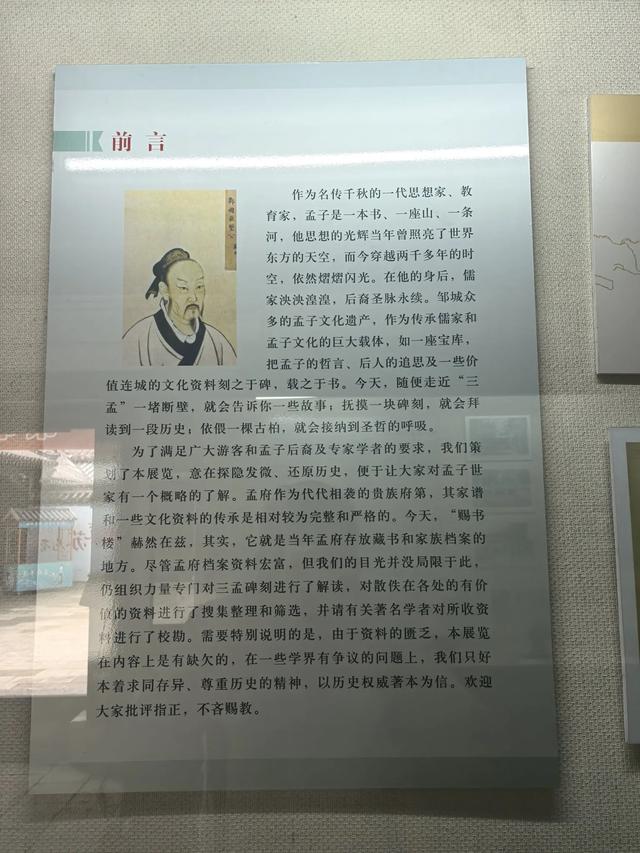 前言
作为名传千秋的一代思想家、教
育家，孟子是一本书、一座山、一条
河，他思想的光辉当年曾照亮了世界
东方的天空，而今穿越两千多年的时
空，依然熠熠闪光。在他的身后，儒
家泱泱湟湟，后裔圣脉永续。邹城众
多的孟子文化遗产，作为传承儒家和
孟子文化的巨大载体，如一座宝库，
把孟子的哲言、后人的追思及一些价
值连城的文化资料刻之于碑，载之于书。今天，随便走近“三
孟”一堵断壁，就会告诉你一些故事；抚摸一块碑刻，就会拜
读到一段历史；依偎一棵古柏，就会接纳到圣哲的呼吸。
为了满足广大游客和孟子后裔及专家学者的要求，我们策
划了本展览，意在探隐发微、还原历史，便于让大家对孟子世
家有一个概略的了解。孟府作为代代相袭的贵族府第，其家谱
和一些文化资料的传承是相对较为完整和严格的。今天，“赐书
楼”赫然在兹，其实，它就是当年孟府存放藏书和家族档案的
地方。尽管孟府档案资料宏富，但我们的目光并没局限于此，
仍组织力量专门对三孟碑刻进行了解读，对散佚在各处的有价
值的资料进行了搜集整理和筛选，并请有关著名学者对所收资
料进行了校勘。需要特别说明的是，由于资料的匮乏，本展览
在内容上是有缺欠的，在一些学界有争议的问题上，我们只好
本着求同存异、尊重历史的精神，以历史权威著本为信。欢迎
大家批评指正，不吝赐教。